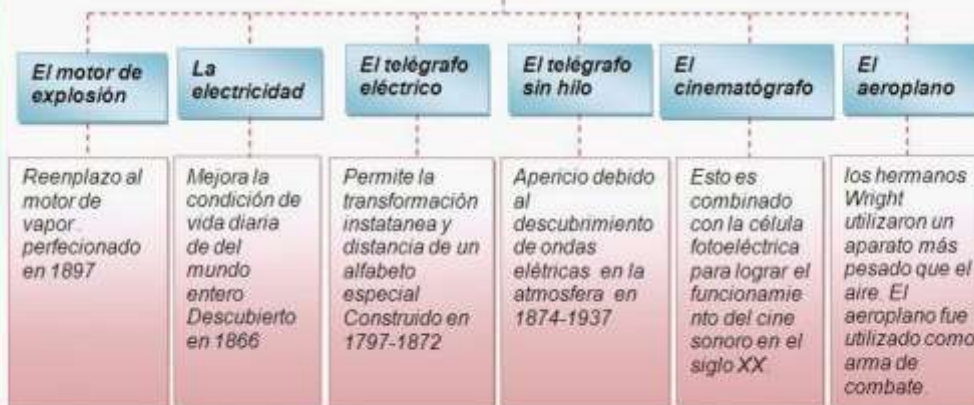 El motor de
explosión
La
electricidad
El telégrafo
eléctrico
El telégrafo
sin hilo
El
cinematógrafo
El
aeroplano
Reenplazo al
motor de
vapor
perfecionado
en 1897
Mejora la
condición de
vida diaria
de del
mundo
entero
Descubierto
en 1866
Permite la
transformación
instatanea y
distancia de un
alfabeto
especial
Construido en
1797-1872
Apericio debido
al
descubrimiento
de ondas
elétricas en la
atmosfera en
1874-1937
Esto es
combinado
con la célula
fotoeléctrica
para lograr el
funcionamie
nto del cine
sonoro en el
siglo XX.
los hermanos
Wright
utilizaron un
aparato más
pesado que el
aire. El
aeroplano fue
utilizado como
arma de
combate.